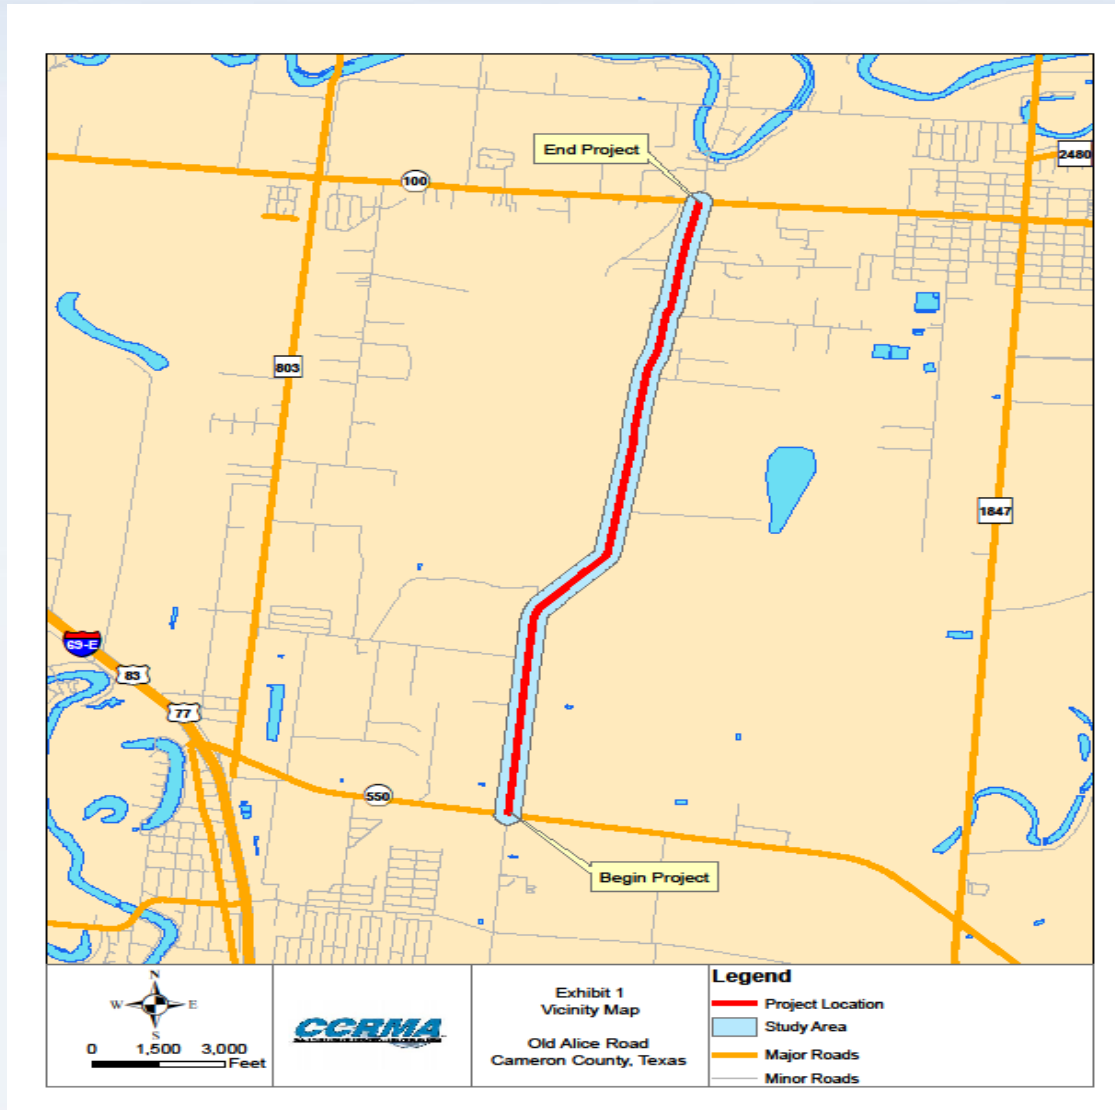 End Project
2480
100
803
1847
69-E
83
77
550
Begin Project
N
W
E
S
0 1,500 3,000
Feet
CCRMA
Exhibit 1
Vicinity Map
Old Alice Road
Cameron County, Texas
Legend
Project Location
Study Area
Major Roads
Minor Roads